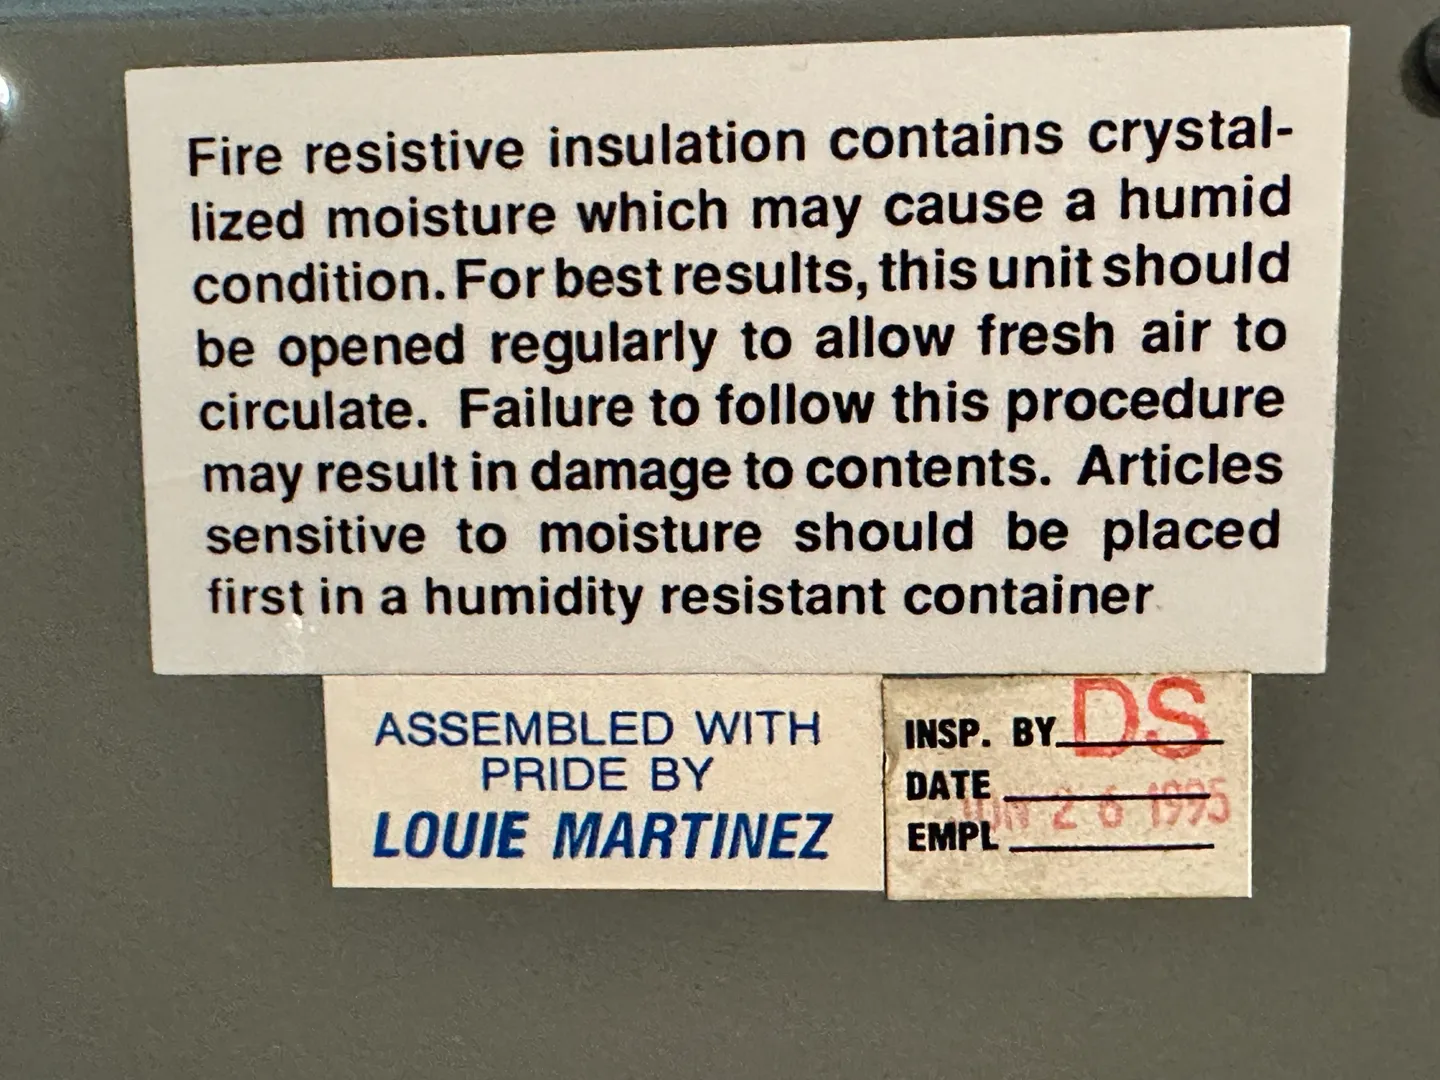 Fire resistive insulation contains crystal-
lized moisture which may cause a humid
condition. For best results, this unit should
be opened regularly to allow fresh air to
circulate. Failure to follow this procedure
may result in damage to contents. Articles
sensitive to moisture should be placed
first in a humidity resistant container
ASSEMBLED WITH
PRIDE BY
LOUIE MARTINEZ
INSP. BY DS
DATE
26 1995
EMPL